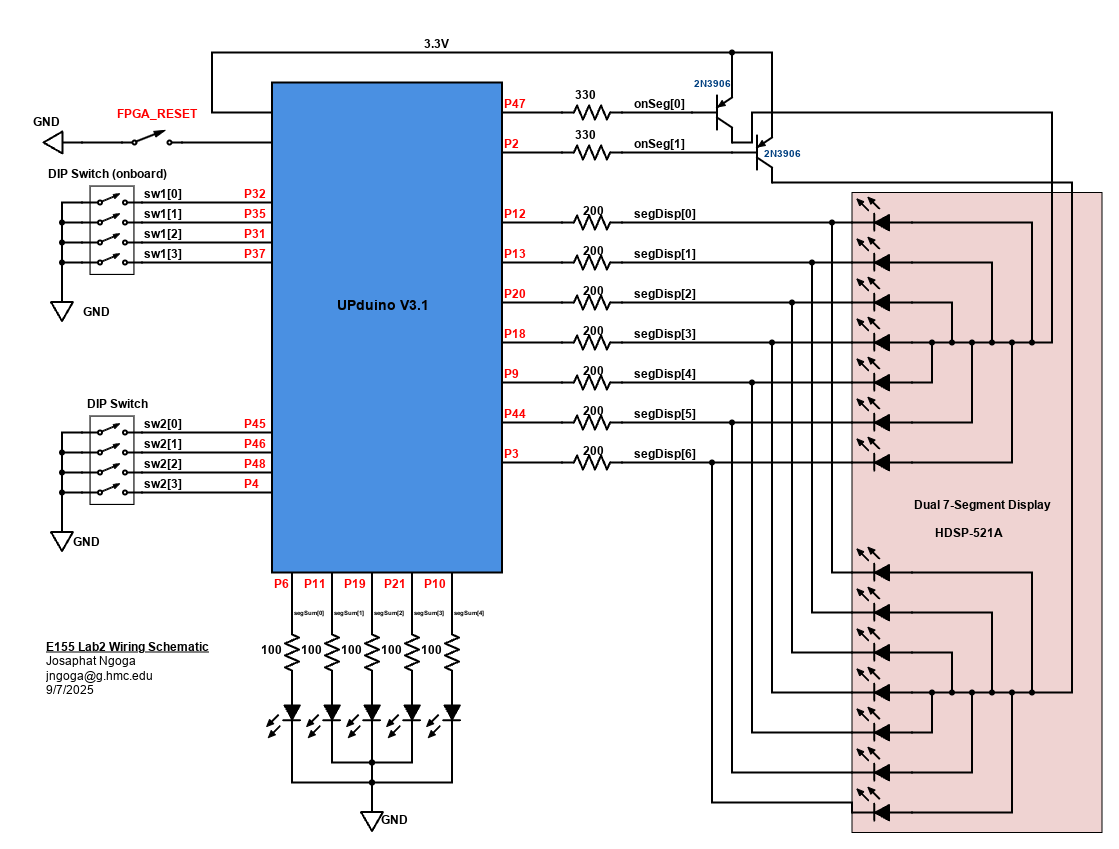 3.3V
2N3906
330
P47
onSeg[0]
FPGA_RESET
GND
330
P2
onSeg[1]
2N3906
DIP Switch (onboard)
sw1[0] P32
sw1[1] P35
sw1[2] P31
sw1[3] P37
GND
P12 200 segDisp[0]
P13 200 segDisp[1]
P20 200 segDisp[2]
P18 200 segDisp[3]
P9 200 segDisp[4]
P44 200 segDisp[5]
P3 200 segDisp[6]
UPduino V3.1
DIP Switch
sw2[0] P45
sw2[1] P46
sw2[2] P48
sw2[3] P4
GND
Dual 7-Segment Display
HDSP-521A
P6 P11 P19 P21 P10
segSum[0] segSum[1] segSum[2] segSum[3] segSum[4]
100 100 100 100 100
GND
E155 Lab2 Wiring Schematic
Josaphat Ngoga
jngoga@g.hmc.edu
9/7/2025